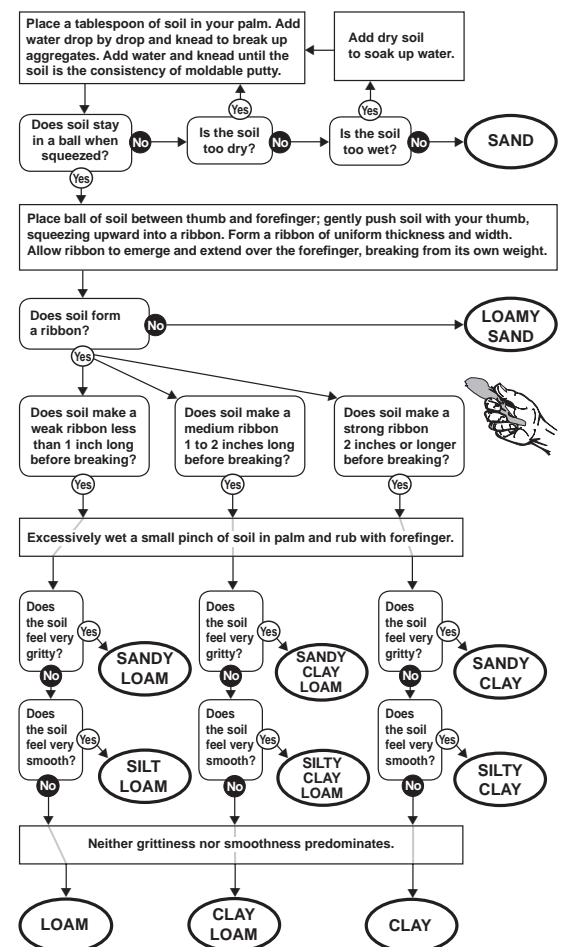 Place a tablespoon of soil in your palm. Add
water drop by drop and knead to break up
aggregates. Add water and knead until the
soil is the consistency of moldable putty.
Add dry soil
to soak up water.
Yes
Yes
Does soil stay
in a ball when
squeezed?
No
Is the soil
too dry?
No
Is the soil
too wet?
No
SAND
Yes
Place ball of soil between thumb and forefinger; gently push soil with your thumb,
squeezing upward into a ribbon. Form a ribbon of uniform thickness and width.
Allow ribbon to emerge and extend over the forefinger, breaking from its own weight.
Does soil form
a ribbon?
No
LOAMY
SAND
Yes
Does soil make a
weak ribbon less
than 1 inch long
before breaking?
Does soil make a
medium ribbon
1 to 2 inches long
before breaking?
Does soil make a
strong ribbon
2 inches or longer
before breaking?
Yes
Yes
Yes
Excessively wet a small pinch of soil in palm and rub with forefinger.
Does
the soil
feel very
gritty?
Yes
SANDY
LOAM
No
Does
the soil
feel very
gritty?
Yes
SANDY
CLAY
LOAM
No
Does
the soil
feel very
gritty?
Yes
SANDY
CLAY
No
Does
the soil
feel very
smooth?
Yes
SILT
LOAM
No
Does
the soil
feel very
smooth?
Yes
SILTY
CLAY
LOAM
No
Does
the soil
feel very
smooth?
Yes
SILTY
CLAY
No
Neither grittiness nor smoothness predominates.
LOAM
CLAY
LOAM
CLAY